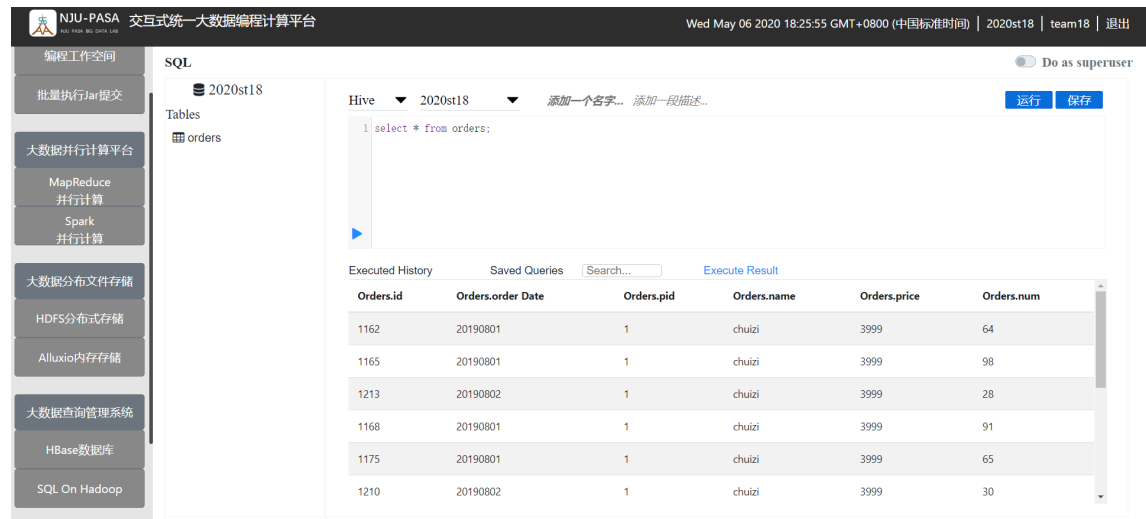 NJU-PASA 交互式统一大数据编程计算平台
NJU PASA BIG DATA LAB
Wed May 06 2020 18:25:55 GMT+0800 (中国标准时间) | 2020st18 | team18 | 退出
编程工作空间
批量执行Jar提交
大数据并行计算平台
MapReduce
并行计算
Spark
并行计算
大数据分布文件存储
HDFS分布式存储
Alluxio内存存储
大数据查询管理系统
HBase数据库
SQL On Hadoop
SQL
Do as superuser
2020st18
Tables
orders
Hive 2020st18 添加一个名字... 添加一段描述... 运行 保存
1 select * from orders;
Executed History Saved Queries Search... Execute Result
Orders.id Orders.order Date Orders.pid Orders.name Orders.price Orders.num
1162 20190801 1 chuizi 3999 64
1165 20190801 1 chuizi 3999 98
1213 20190802 1 chuizi 3999 28
1168 20190801 1 chuizi 3999 91
1175 20190801 1 chuizi 3999 65
1210 20190802 1 chuizi 3999 30